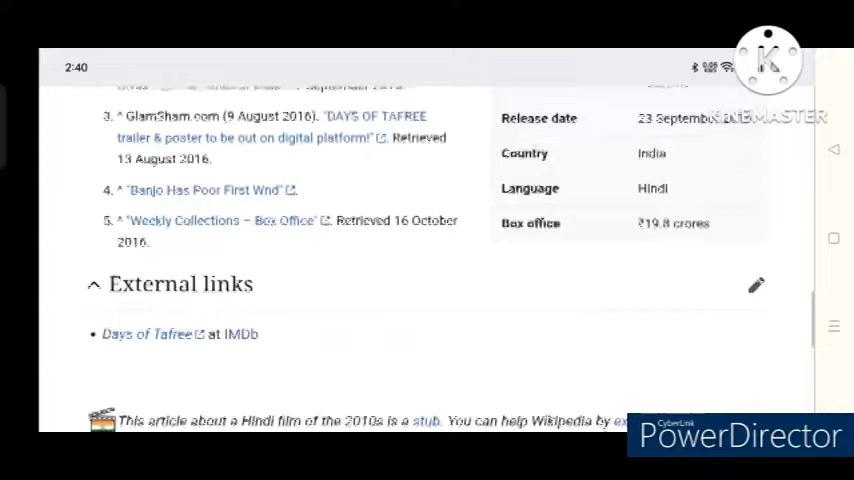 2:40
3. ^ GlamSham.com (9 August 2016). "DAYS OF TAFREE
trailer & poster to be out on digital platform!". Retrieved
13 August 2016.
4. ^ "Banjo Has Poor First Wnd".
5. ^ "Weekly Collections – Box Office". Retrieved 16 October
2016.
Release date 23 September
Country India
Language Hindi
Box office ₹19.8 crores
External links
• Days of Tafree at IMDb
This article about a Hindi film of the 2010s is a stub. You can help Wikipedia by
K
KINEMASTER
CyberLink
PowerDirector